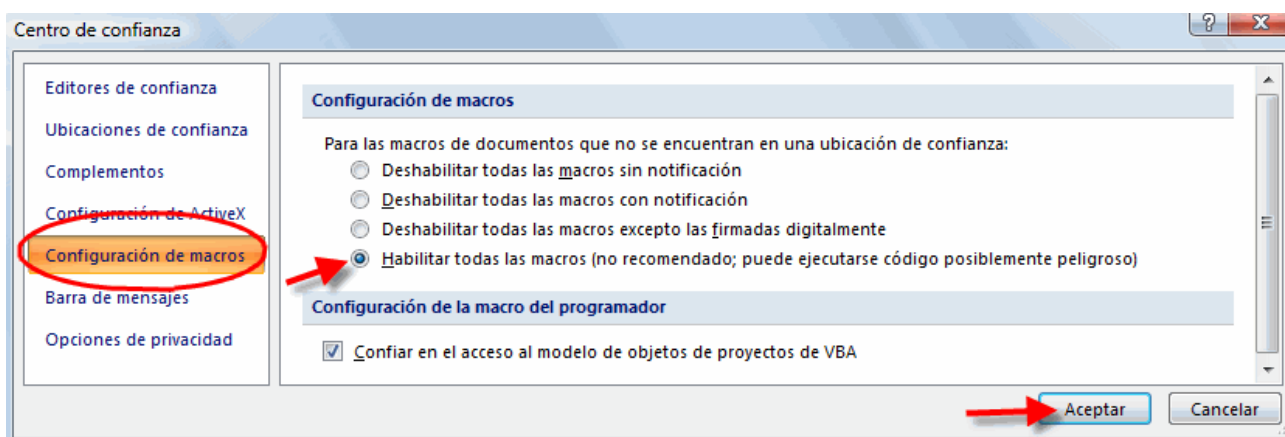 Centro de confianza
Editores de confianza
Ubicaciones de confianza
Complementos
Configuración de ActiveX
Configuración de macros
Barra de mensajes
Opciones de privacidad
Configuración de macros
Para las macros de documentos que no se encuentran en una ubicación de confianza:
Deshabilitar todas las macros sin notificación
Deshabilitar todas las macros con notificación
Deshabilitar todas las macros excepto las firmadas digitalmente
Habilitar todas las macros (no recomendado; puede ejecutarse código posiblemente peligroso)
Configuración de la macro del programador
Confiar en el acceso al modelo de objetos de proyectos de VBA
Aceptar
Cancelar